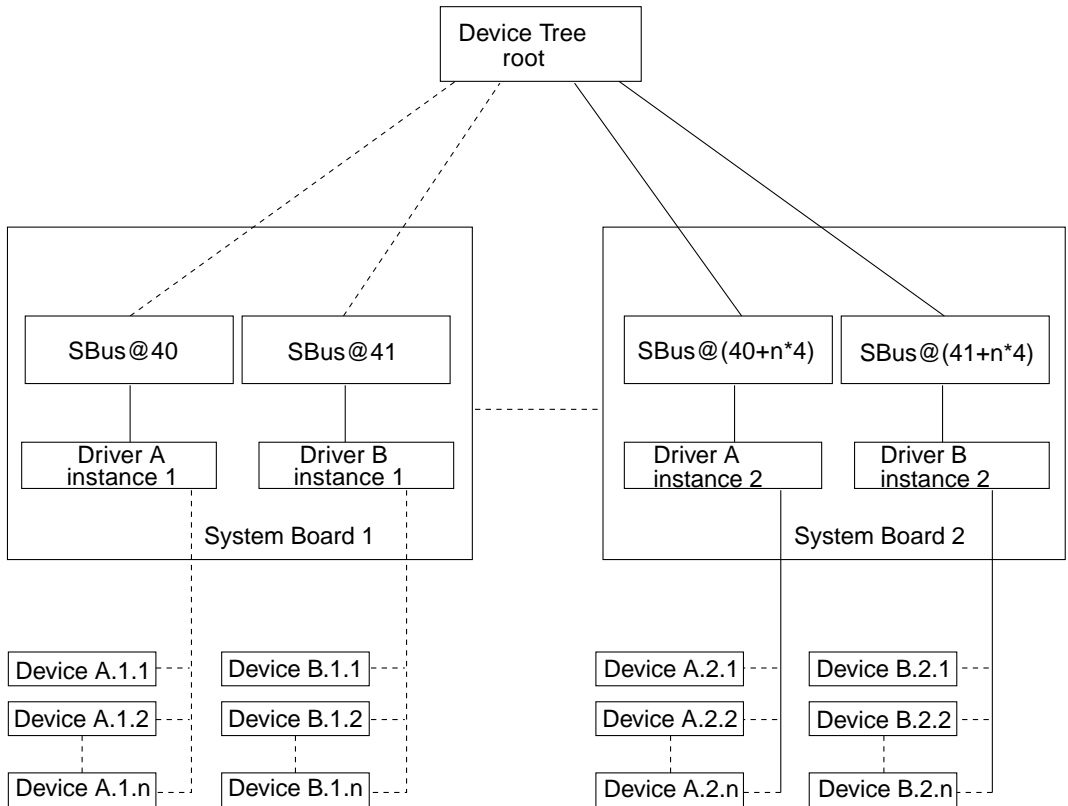 Device Tree
root
SBus@40
SBus@41
SBus@(40+n*4)
SBus@(41+n*4)
Driver A
instance 1
Driver B
instance 1
Driver A
instance 2
Driver B
instance 2
System Board 1
System Board 2
Device A.1.1
Device B.1.1
Device A.2.1
Device B.2.1
Device A.1.2
Device B.1.2
Device A.2.2
Device B.2.2
Device A.1.n
Device B.1.n
Device A.2.n
Device B.2.n